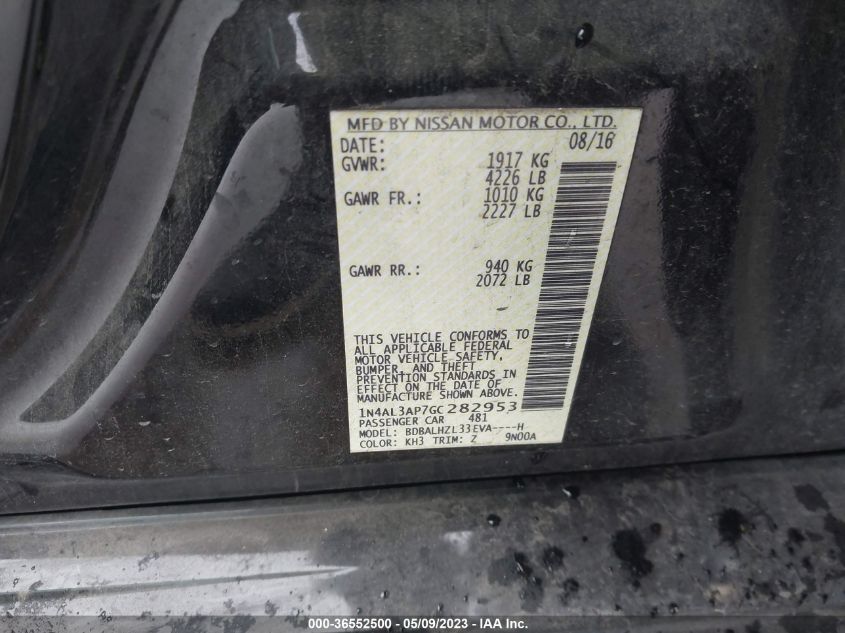 MFD BY NISSAN MOTOR CO., LTD.
DATE: 08/16
GVWR: 1917 KG
4226 LB
GAWR FR.: 1010 KG
2227 LB
GAWR RR.: 940 KG
2072 LB
THIS VEHICLE CONFORMS TO
ALL APPLICABLE FEDERAL
MOTOR VEHICLE SAFETY,
BUMPER, AND THEFT
PREVENTION STANDARDS IN
EFFECT ON THE DATE OF
MANUFACTURE SHOWN ABOVE.
1N4AL3AP7GC282953
PASSENGER CAR 481
MODEL: BDBALHZL33EVA----H
COLOR: KH3 TRIM: Z 9N00A
000-36552500 - 05/09/2023 - IAA Inc.